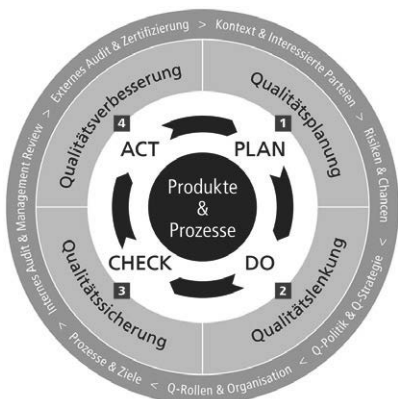 Externes Audit & Zertifizierung > Kontext & Interessierte Parteien > Risiken & Chancen > Q-Politik & Q-Strategie > Q-Rollen & Organisation > Prozesse & Ziele > Internes Audit & Management Review >
Qualitätsverbesserung
Qualitätsplanung
4
1
ACT
PLAN
Produkte
&
Prozesse
CHECK
DO
3
2
Qualitätssicherung
Qualitätslenkung